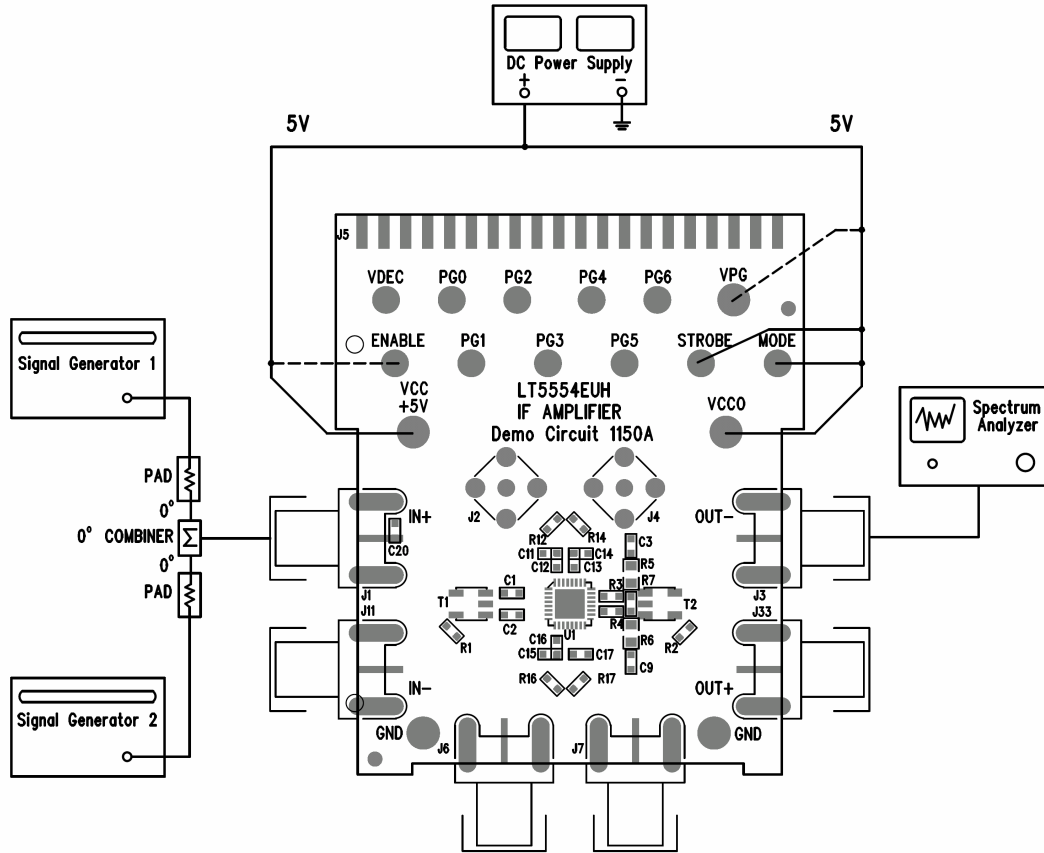 DC Power Supply
+ −
5V 5V
J5
VDEC PG0 PG2 PG4 PG6 VPG
ENABLE PG1 PG3 PG5 STROBE MODE
Signal Generator 1
VCC
+5V
LT5554EUH
IF AMPLIFIER
Demo Circuit 1150A
VCCO
Spectrum
Analyzer
PAD
0°
0° COMBINER
Σ
0°
PAD
IN+
C20
J1
J11
J2
J4
OUT-
J3
J33
R12
R14
C11
C14
C12
C13
C3
R5
R7
R3
C1
T1
C2
R1
U1
R4
T2
R6
R2
C16
C15
C17
C9
R16
R17
IN-
OUT+
Signal Generator 2
GND
J6
J7
GND